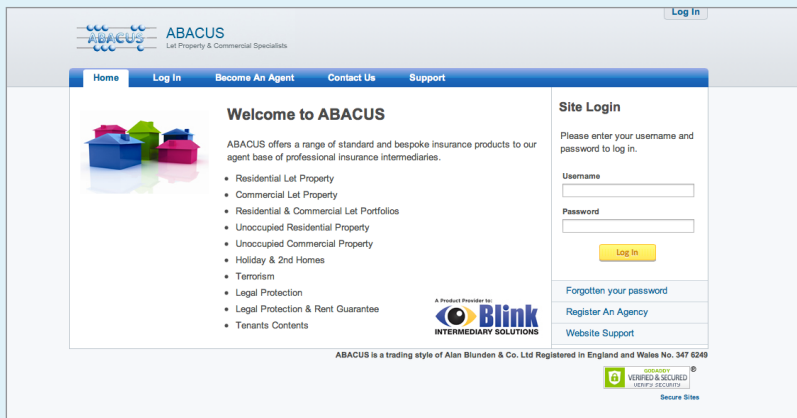 Log In
ABACUS
ABACUS
Let Property & Commercial Specialists
Home Log In Become An Agent Contact Us Support
Welcome to ABACUS
ABACUS offers a range of standard and bespoke insurance products to our
agent base of professional insurance intermediaries.
Residential Let Property
Commercial Let Property
Residential & Commercial Let Portfolios
Unoccupied Residential Property
Unoccupied Commercial Property
Holiday & 2nd Homes
Terrorism
Legal Protection
Legal Protection & Rent Guarantee
Tenants Contents
A Product Provider to:
Blink
INTERMEDIARY SOLUTIONS
Site Login
Please enter your username and
password to log in.
Username
Password
Log In
Forgotten your password
Register An Agency
Website Support
ABACUS is a trading style of Alan Blunden & Co. Ltd Registered in England and Wales No. 347 6249
GODADDY
VERIFIED & SECURED
VERIFY SECURITY
®
Secure Sites